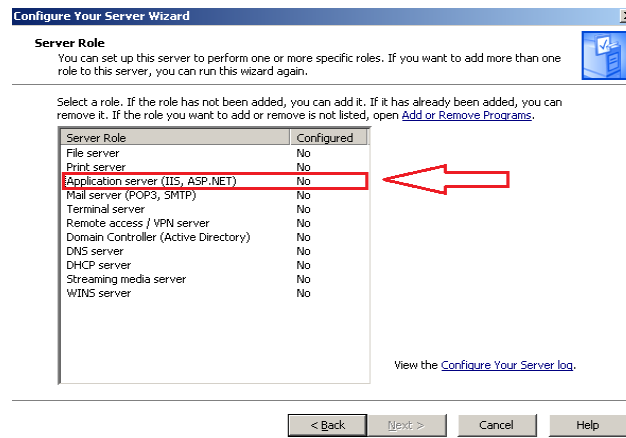 Configure Your Server Wizard
Server Role
You can set up this server to perform one or more specific roles. If you want to add more than one
role to this server, you can run this wizard again.
Select a role. If the role has not been added, you can add it. If it has already been added, you can
remove it. If the role you want to add or remove is not listed, open Add or Remove Programs.
Server Role Configured
File server No
Print server No
Application server (IIS, ASP.NET) No
Mail server (POP3, SMTP) No
Terminal server No
Remote access / VPN server No
Domain Controller (Active Directory) No
DNS server No
DHCP server No
Streaming media server No
WINS server No
View the Configure Your Server log.
< Back Next > Cancel Help